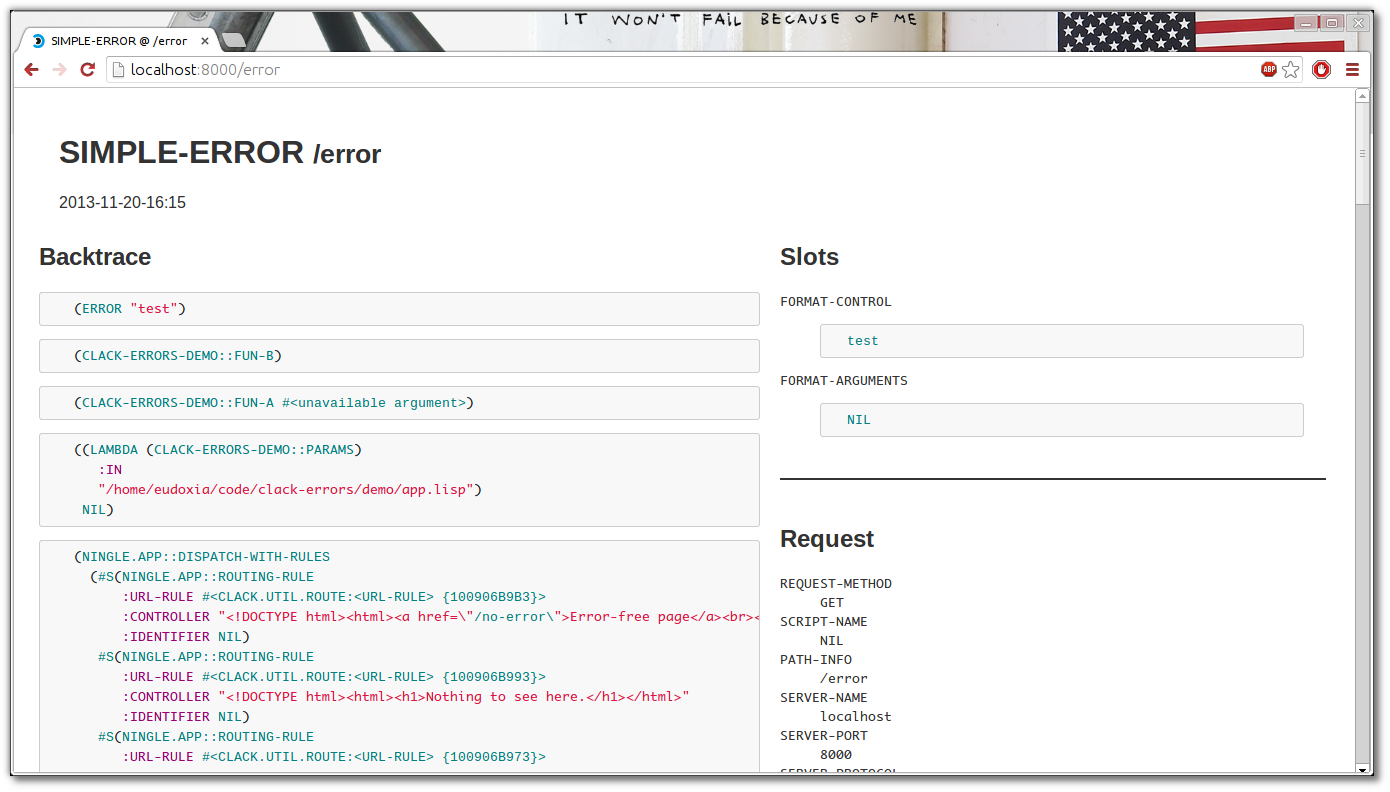 IT WON'T FAIL BECAUSE OF ME
SIMPLE-ERROR @ /error
localhost:8000/error
ABP
SIMPLE-ERROR /error
2013-11-20-16:15
Backtrace
(ERROR "test")
(CLACK-ERRORS-DEMO::FUN-B)
(CLACK-ERRORS-DEMO::FUN-A #<unavailable argument>)
((LAMBDA (CLACK-ERRORS-DEMO::PARAMS)
:IN
"/home/eudoxia/code/clack-errors/demo/app.lisp")
NIL)
(NINGLE.APP::DISPATCH-WITH-RULES
(#S(NINGLE.APP::ROUTING-RULE
:URL-RULE #<CLACK.UTIL.ROUTE:<URL-RULE> {100906B9B3}>
:CONTROLLER "<!DOCTYPE html><html><a href=\"/no-error\">Error-free page</a><br><
:IDENTIFIER NIL)
#S(NINGLE.APP::ROUTING-RULE
:URL-RULE #<CLACK.UTIL.ROUTE:<URL-RULE> {100906B993}>
:CONTROLLER "<!DOCTYPE html><html><h1>Nothing to see here.</h1></html>"
:IDENTIFIER NIL)
#S(NINGLE.APP::ROUTING-RULE
:URL-RULE #<CLACK.UTIL.ROUTE:<URL-RULE> {100906B973}>
Slots
FORMAT-CONTROL
test
FORMAT-ARGUMENTS
NIL
Request
REQUEST-METHOD
GET
SCRIPT-NAME
NIL
PATH-INFO
/error
SERVER-NAME
localhost
SERVER-PORT
8000
SERVER-PROTOCOL